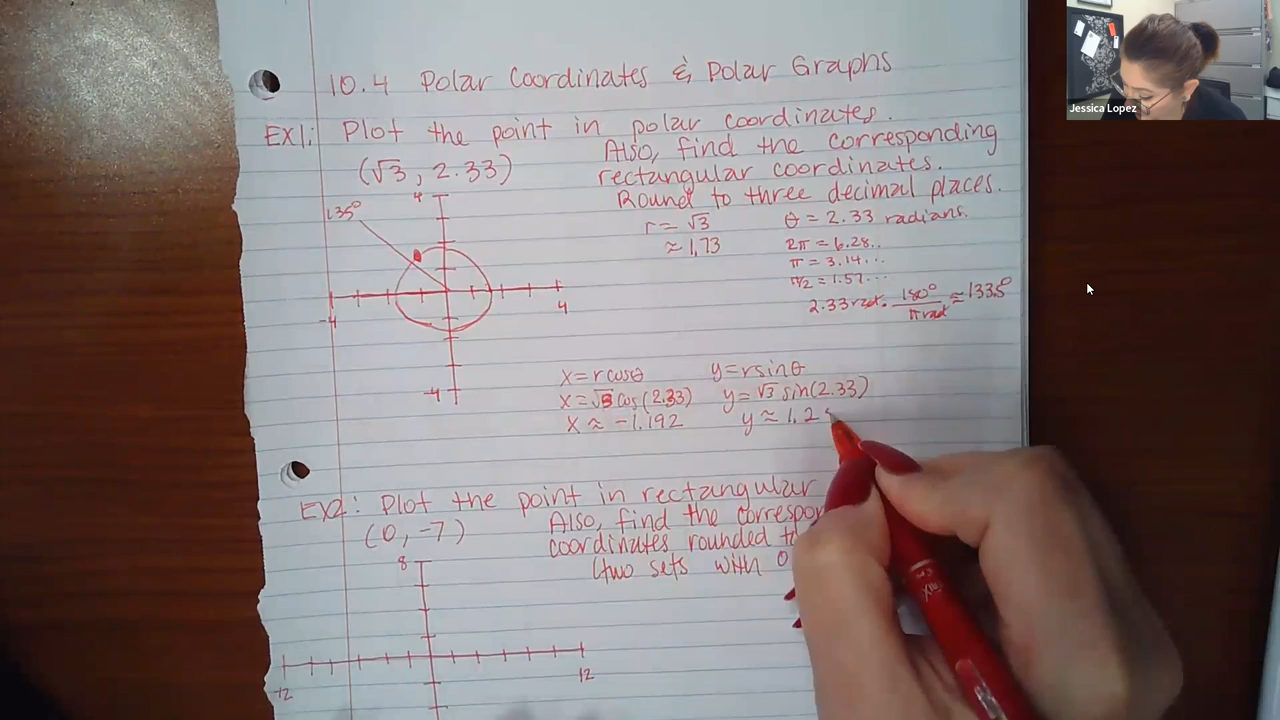 10.4 Polar Coordinates & Polar Graphs
Ex1: Plot the point in polar coordinates.
(√3, 2.33)
Also, find the corresponding
rectangular coordinates.
Round to three decimal places.
r = √3
≈ 1.73
θ = 2.33 radians.
2π = 6.28..
π = 3.14...
π/2 = 1.57...
2.33 rad · 180° / π rad ≈ 133.5°
4
135°
-4
4
-4
x = r cosθ
x = √3 cos(2.33)
x ≈ -1.192
y = r sinθ
y = √3 sin(2.33)
y ≈ 1.2
Ex2: Plot the point in rectangular
(0, -7)
Also, find the correspon
coordinates rounded to
(two sets with 0
8
-12
12
Jessica Lopez